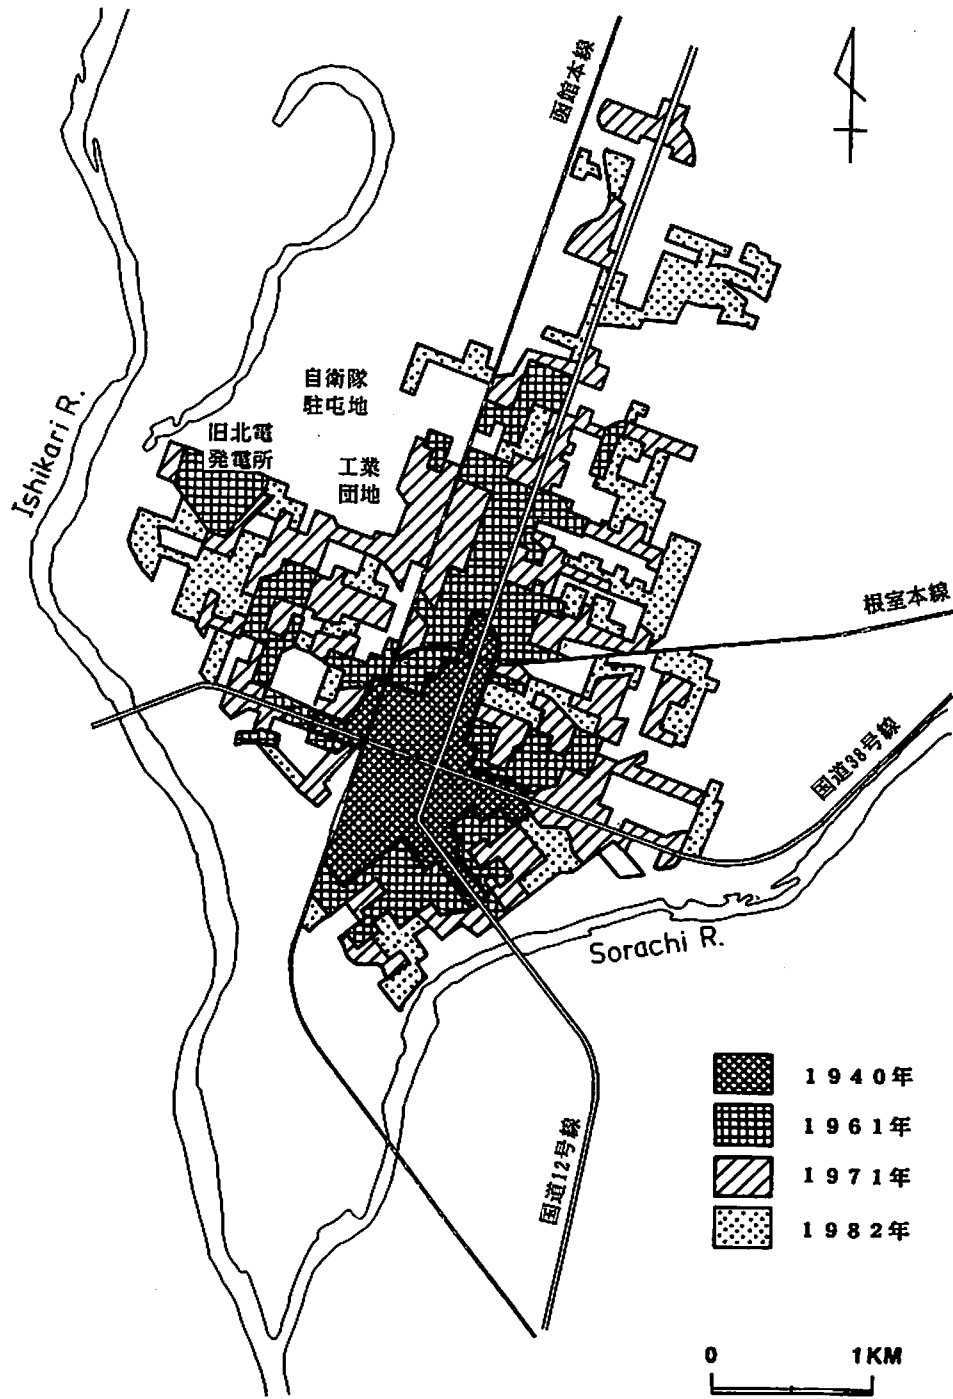 函館本線
自衛隊
駐屯地
旧北電
発電所
工業
団地
Ishikari R.
根室本線
国道38号線
Sorachi R.
国道12号線
1940年
1961年
1971年
1982年
0 1KM